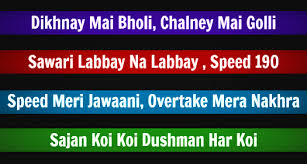 Dikhnay Mai Bholi, Chalney Mai Golli
Sawari Labbay Na Labbay , Speed 190
Speed Meri Jawaani, Overtake Mera Nakhra
Sajan Koi Koi Dushman Har Koi